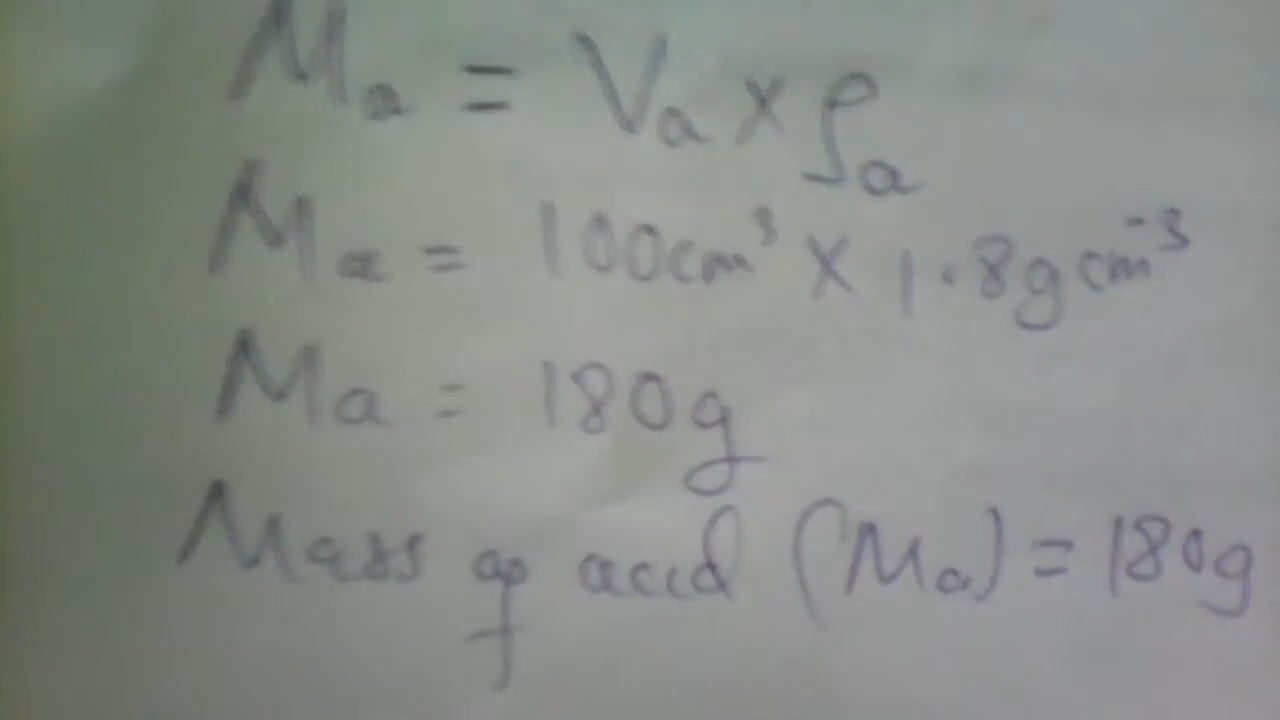 Ma = Va × ρa
Ma = 100cm³ × 1.8g cm⁻³
Ma = 180g
Mass of acid (Ma) = 180g